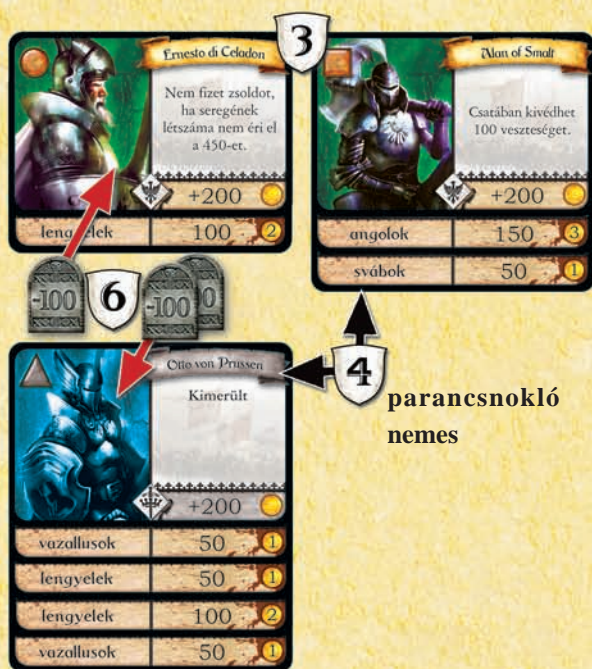 3
Ernesto di Celadon
Nem fizet zsoldot,
ha seregének
létszáma nem éri el
a 450-et.
+200
lengyelek 100 2
Alan of Smalt
Csatában kivédhet
100 veszteséget.
+200
angolok 150 3
svábok 50 1
-100
6
-100
4
parancsnokló
nemes
Otto von Prussen
Kimerült
+200
vazallusok 50 1
lengyelek 50 1
lengyelek 100 2
vazallusok 50 1